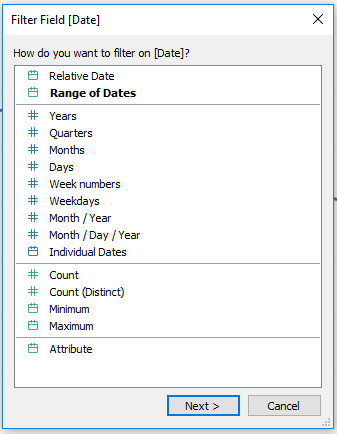 Filter Field [Date]
How do you want to filter on [Date]?
Relative Date
Range of Dates
Years
Quarters
Months
Days
Week numbers
Weekdays
Month / Year
Month / Day / Year
Individual Dates
Count
Count (Distinct)
Minimum
Maximum
Attribute
Next > Cancel